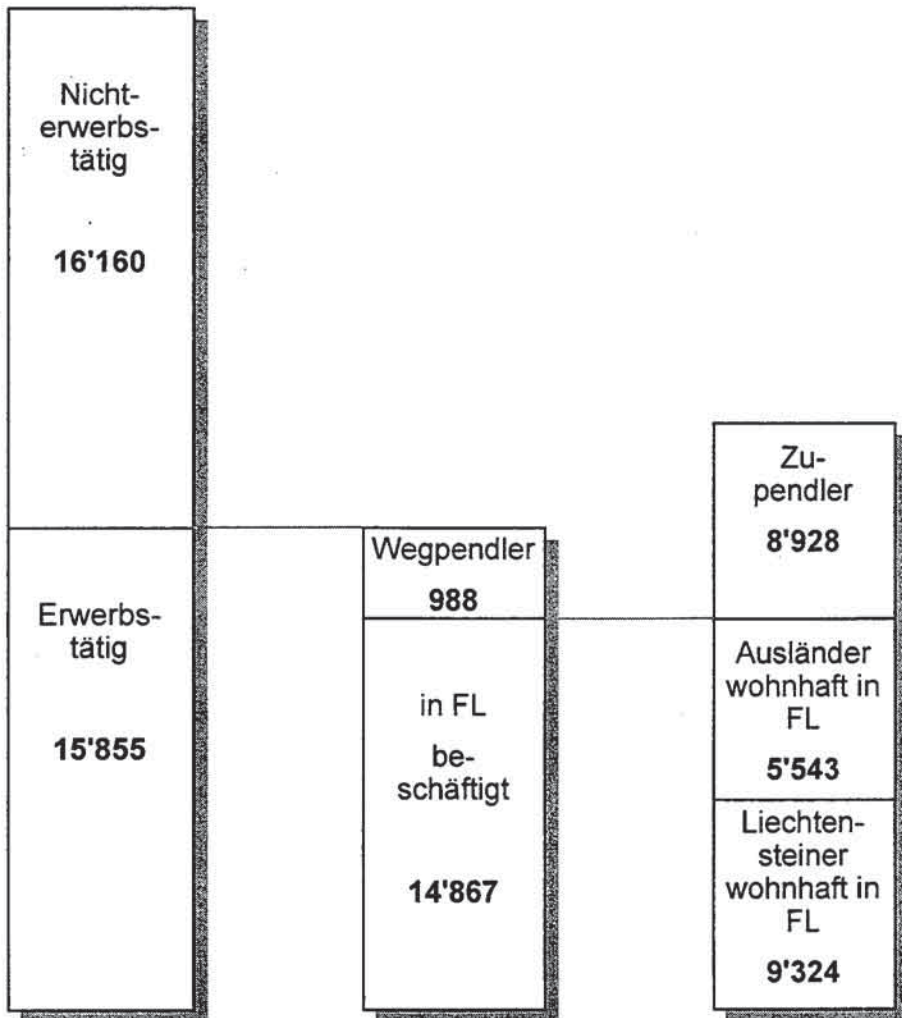 Nicht-
erwerbs-
tätig
16'160
Erwerbs-
tätig
15'855
Wegpendler
988
in FL
be-
schäftigt
14'867
Zu-
pendler
8'928
Ausländer
wohnhaft in
FL
5'543
Liechten-
steiner
wohnhaft in
FL
9'324